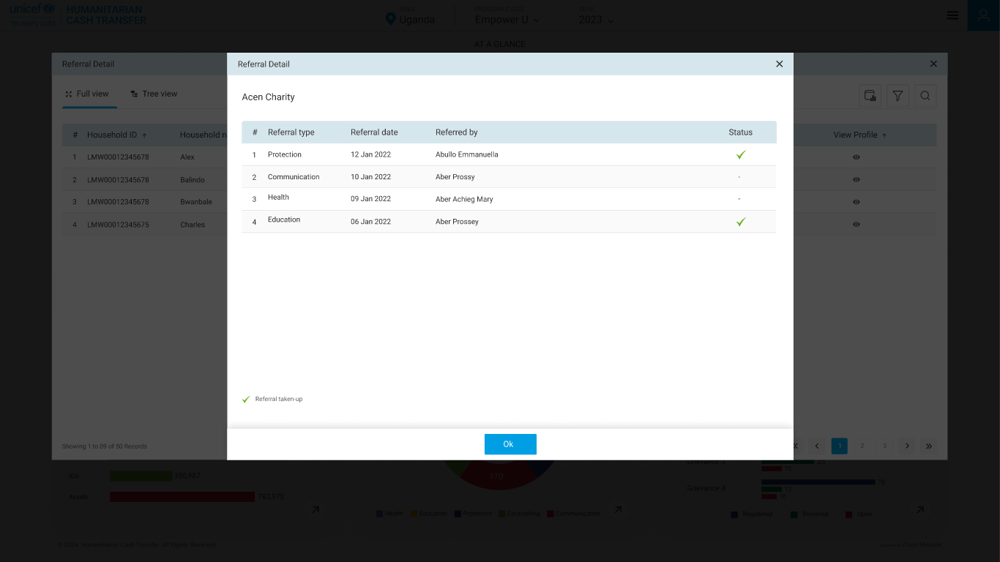 unicef
for every child
HUMANITARIAN
CASH TRANSFER
AREA
Uganda
PROGRAM CYCLE
Empower U
YEAR
2023
AT A GLANCE
Referral Detail
Full view
Tree view
# Household ID Household n View Profile
1 LMW00012345678 Alex
2 LMW00012345678 Balindo
3 LMW00012345678 Bwanbale
4 LMW00012345675 Charles
Showing 1 to 09 of 50 Records
1 2 3
Referral Detail
Acen Charity
# Referral type Referral date Referred by Status
1 Protection 12 Jan 2022 Abullo Emmanuella
2 Communication 10 Jan 2022 Aber Prossy -
3 Health 09 Jan 2022 Aber Achieg Mary -
4 Education 06 Jan 2022 Aber Prossey
Referral taken-up
Ok
IGA 350,987
Assets 782,975
170
Health Education Protection Counselling Communication
Grievance 3 53 15
Grievance 4 78 12 10
Registered Resolved Open
Humanitarian Cash Transfer. All Rights Reserved
Powered by iTech Mission